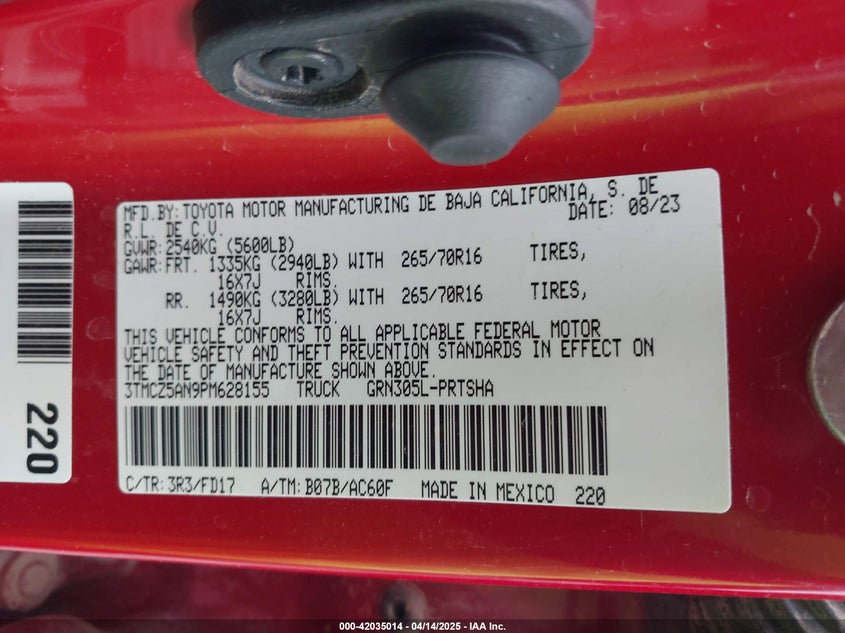 MFD.BY:TOYOTA MOTOR MANUFACTURING DE BAJA CALIFORNIA, S. DE
R.L. DE C.V. DATE: 08/23
GVWR:2540KG (5600LB)
GAWR:FRT. 1335KG (2940LB) WITH 265/70R16 TIRES,
16X7J RIMS.
RR. 1490KG (3280LB) WITH 265/70R16 TIRES,
16X7J RIMS.
THIS VEHICLE CONFORMS TO ALL APPLICABLE FEDERAL MOTOR
VEHICLE SAFETY AND THEFT PREVENTION STANDARDS IN EFFECT ON
THE DATE OF MANUFACTURE SHOWN ABOVE.
3TMCZ5AN9PM628155 TRUCK GRN305L-PRTSHA
C/TR:3R3/FD17 A/TM:B07B/AC60F MADE IN MEXICO 220
220
000-42035014 - 04/14/2025 - IAA Inc.